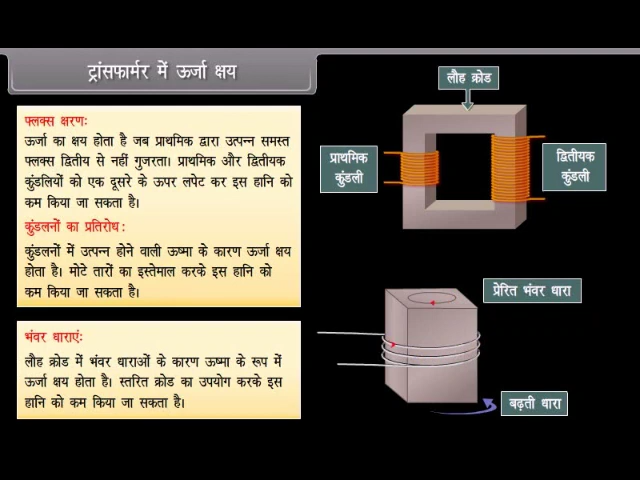 ट्रांसफार्मर में ऊर्जा क्षय
फ्लक्स क्षरणः
ऊर्जा का क्षय होता है जब प्राथमिक द्वारा उत्पन्न समस्त
फ्लक्स द्वितीय से नहीं गुजरता। प्राथमिक और द्वितीयक
कुंडलियों को एक दूसरे के ऊपर लपेट कर इस हानि को
कम किया जा सकता है।
कुंडलनों का प्रतिरोध :
कुंडलनों में उत्पन्न होने वाली ऊष्मा के कारण ऊर्जा क्षय
होता है। मोटे तारों का इस्तेमाल करके इस हानि को
कम किया जा सकता है।
भंवर धाराएंः
लौह क्रोड में भंवर धाराओं के कारण ऊष्मा के रूप में
ऊर्जा क्षय होता है। स्तरित क्रोड का उपयोग करके इस
हानि को कम किया जा सकता है।
लौह क्रोड
प्राथमिक
कुंडली
द्वितीयक
कुंडली
प्रेरित भंवर धारा
बढ़ती धारा